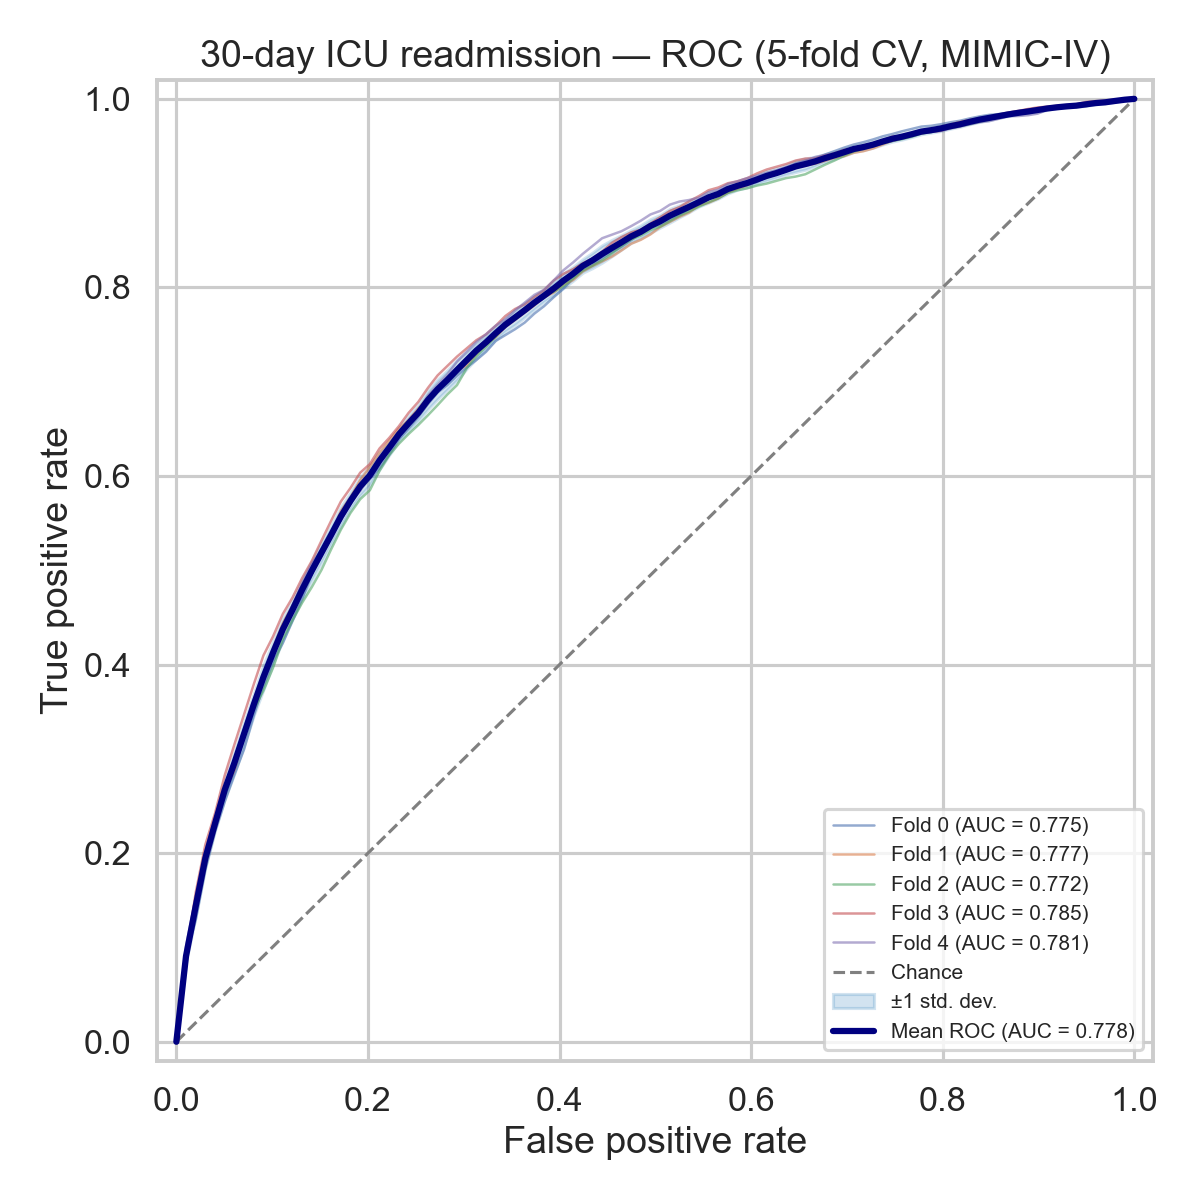 30-day ICU readmission — ROC (5-fold CV, MIMIC-IV)
1.0
0.8
0.6
0.4
0.2
0.0
True positive rate
Fold 0 (AUC = 0.775)
Fold 1 (AUC = 0.777)
Fold 2 (AUC = 0.772)
Fold 3 (AUC = 0.785)
Fold 4 (AUC = 0.781)
Chance
±1 std. dev.
Mean ROC (AUC = 0.778)
0.0 0.2 0.4 0.6 0.8 1.0
False positive rate